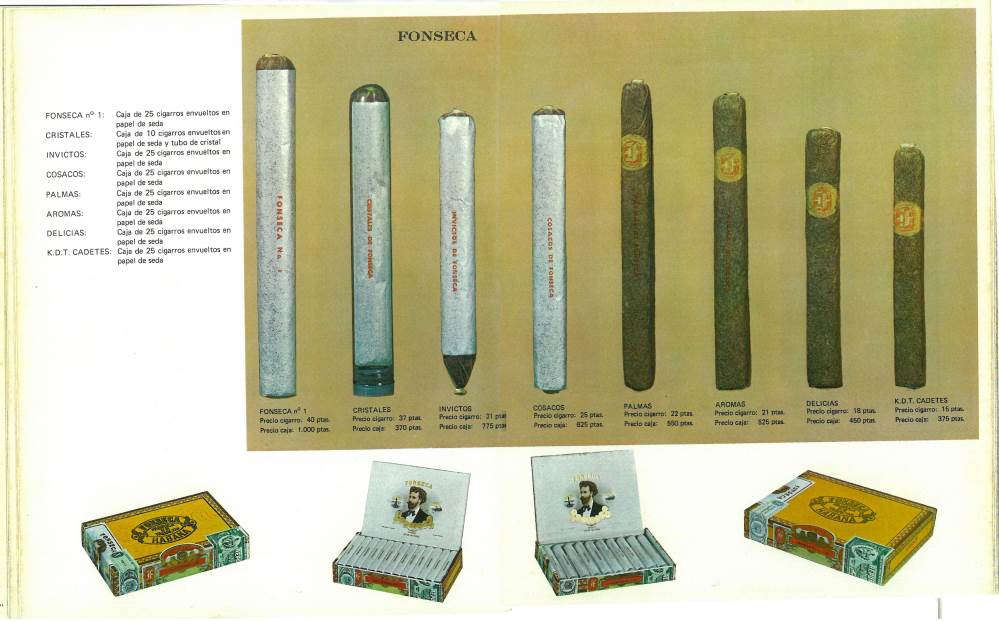 FONSECA
FONSECA nº 1: Caja de 25 cigarros envueltos en
papel de seda
CRISTALES: Caja de 10 cigarros envueltos en
papel de seda y tubo de cristal
INVICTOS: Caja de 25 cigarros envueltos en
papel de seda
COSACOS: Caja de 25 cigarros envueltos en
papel de seda
PALMAS: Caja de 25 cigarros envueltos en
papel de seda
AROMAS: Caja de 25 cigarros envueltos en
papel de seda
DELICIAS: Caja de 25 cigarros envueltos en
papel de seda
K.D.T. CADETES: Caja de 25 cigarros envueltos en
papel de seda
FONSECA No. 1
CRISTALES DE FONSECA
INVICTOS DE FONSECA
COSACOS DE FONSECA
FONSECA nº 1
Precio cigarro: 40 ptas.
Precio caja: 1.000 ptas.
CRISTALES
Precio cigarro: 37 ptas.
Precio caja: 370 ptas.
INVICTOS
Precio cigarro: 31 ptas
Precio caja: 775 ptas
COSACOS
Precio cigarro: 25 ptas.
Precio caja: 625 ptas.
PALMAS
Precio cigarro: 22 ptas.
Precio caja: 550 ptas.
AROMAS
Precio cigarro: 21 ptas.
Precio caja: 525 ptas.
DELICIAS
Precio cigarro: 18 ptas.
Precio caja: 450 ptas.
K.D.T. CADETES
Precio cigarro: 15 ptas.
Precio caja: 375 ptas.
FONSECA
HABANA
FONSECA
FONSECA
FONSECA
FONSECA
HABANA